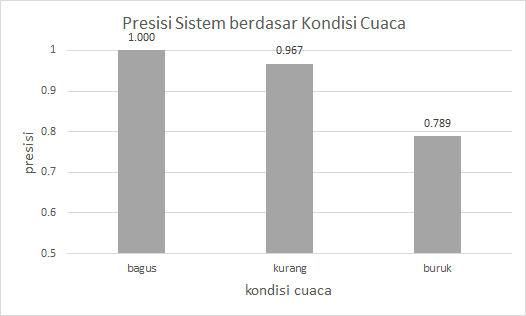 Presisi Sistem berdasar Kondisi Cuaca
1.000
0.967
0.789
1
0.9
0.8
0.7
0.6
0.5
presisi
bagus
kurang
buruk
kondisi cuaca